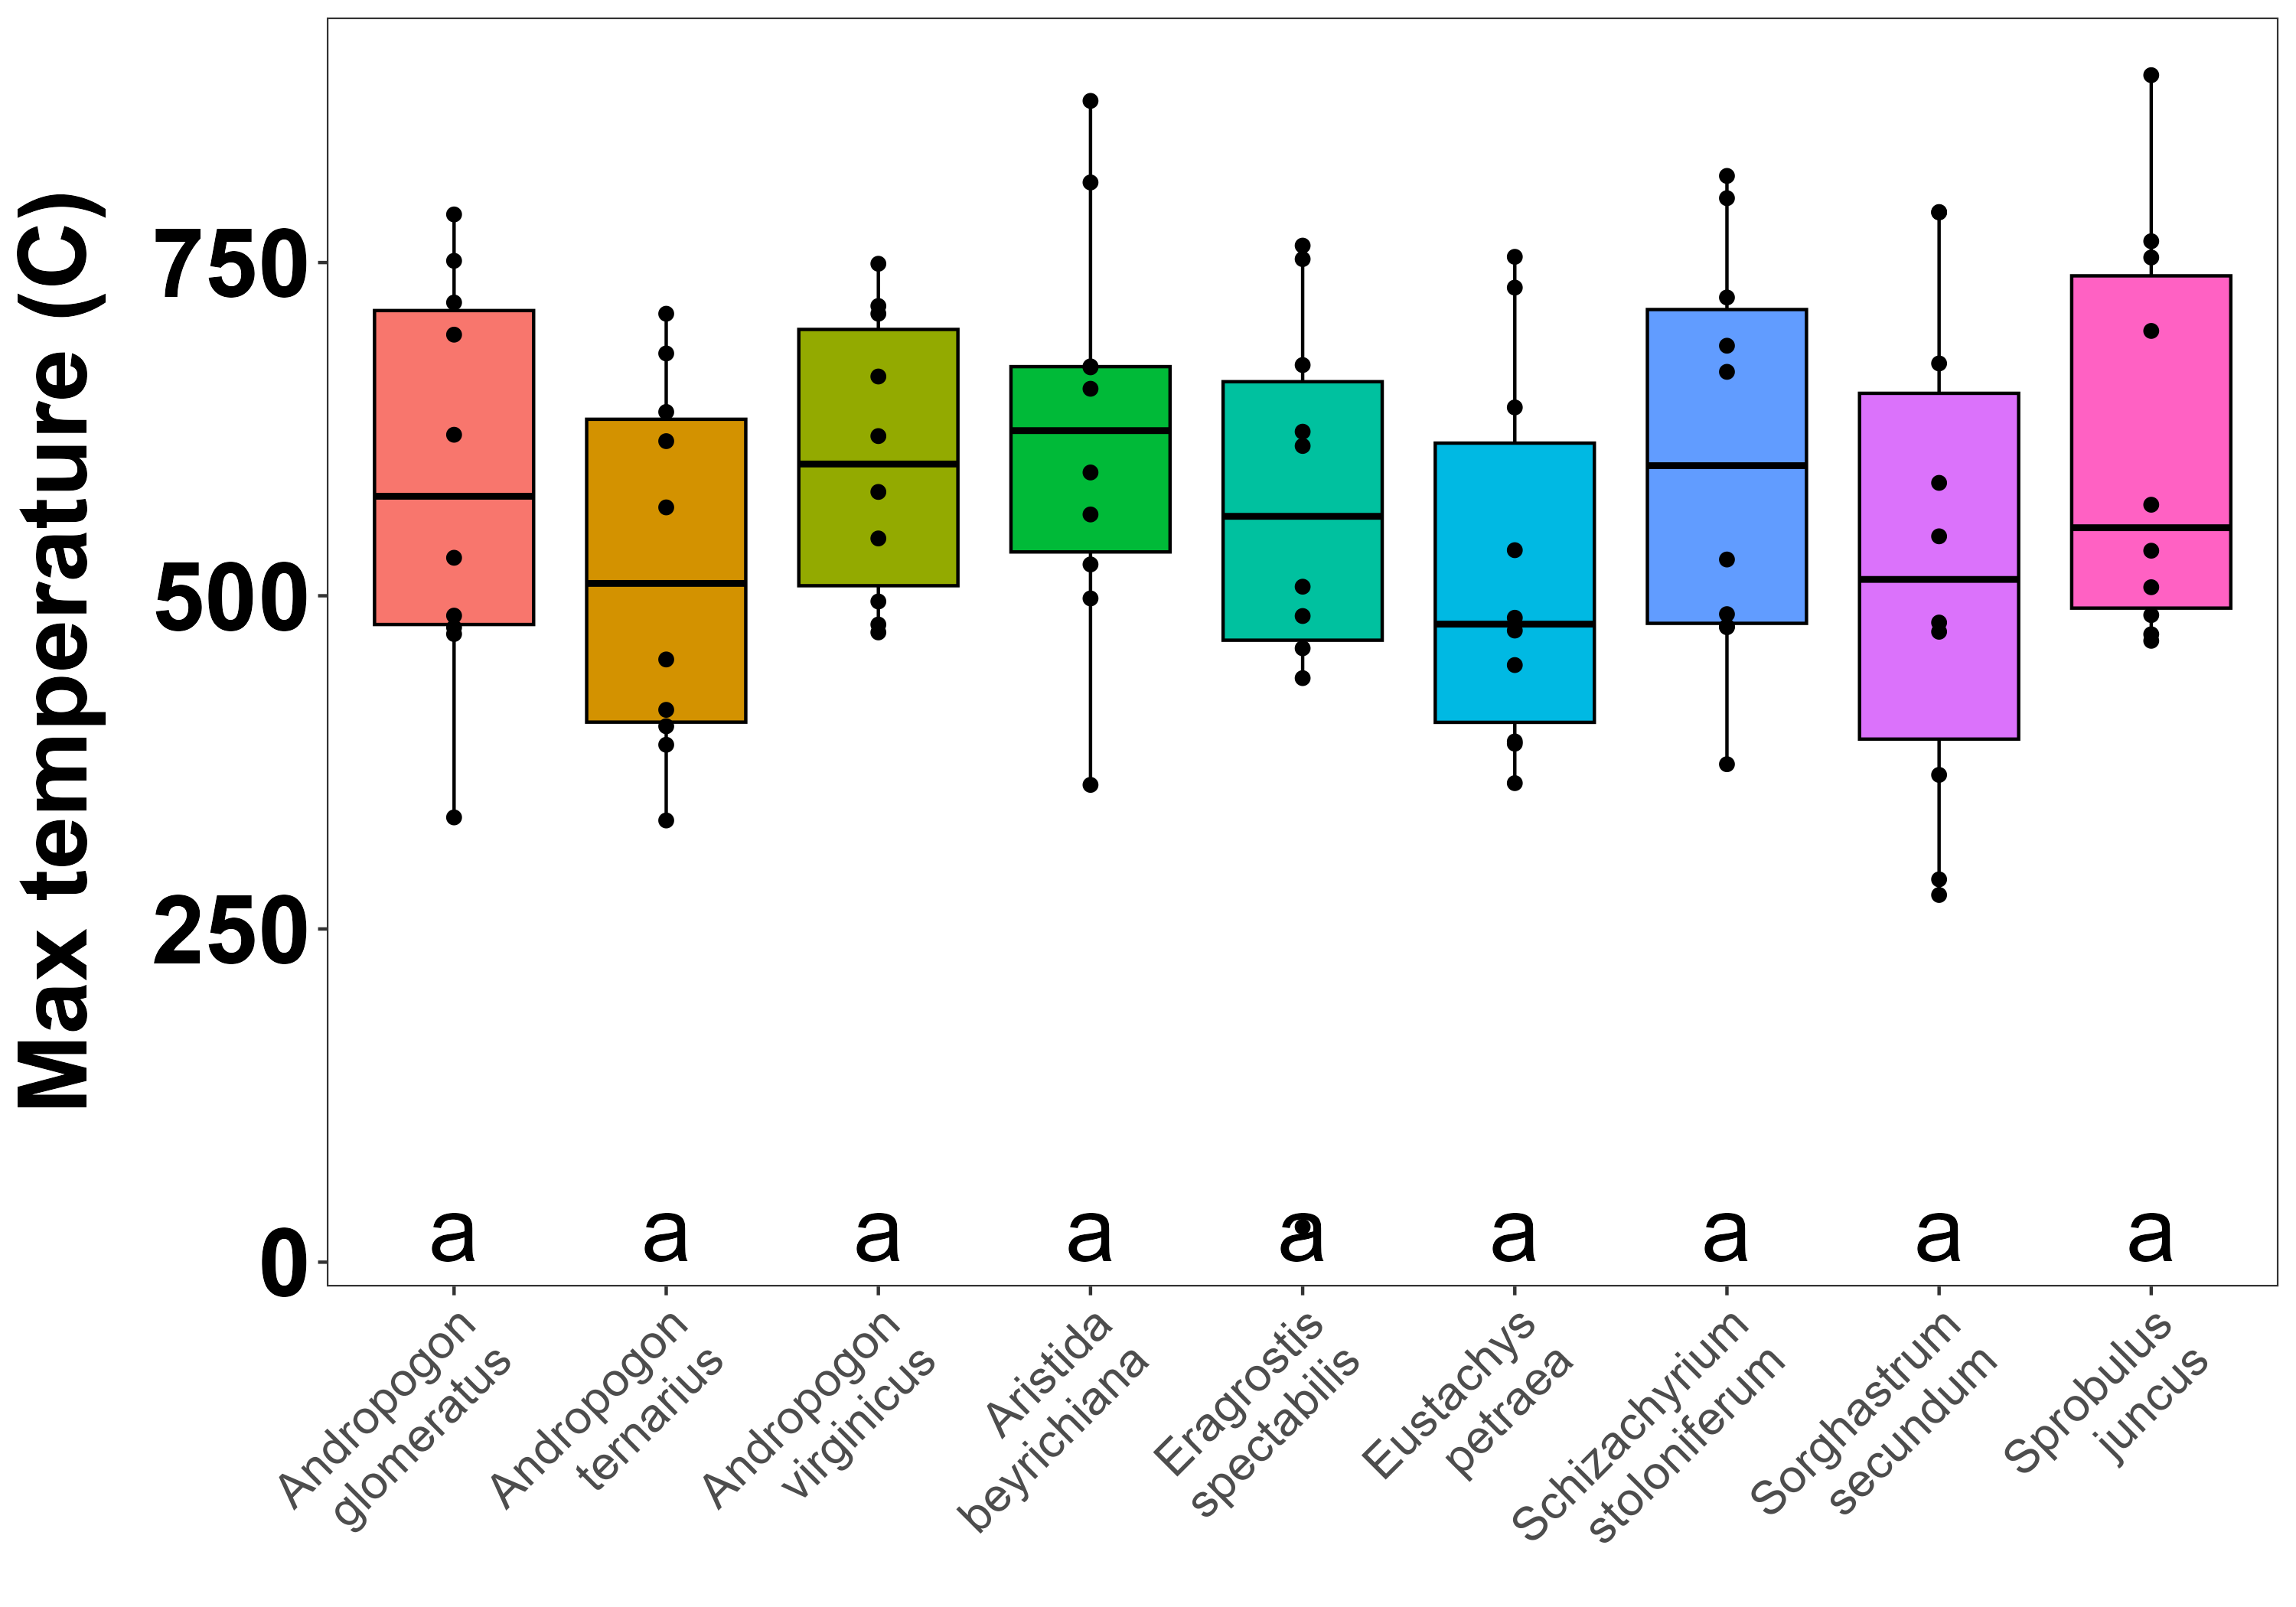 Max temperature (C)
750
500
250
0
a a a a a a a a a
Andropogon
glomeratus
Andropogon
ternarius
Andropogon
virginicus
Aristida
beyrichiana
Eragrostis
spectabilis
Eustachys
petraea
Schizachyrium
stoloniferum
Sorghastrum
secundum
Sprobulus
juncus